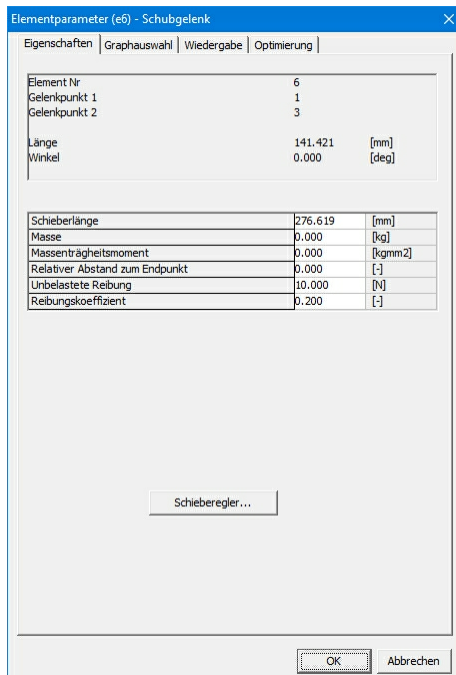 Elementparameter (e6) - Schubgelenk
Eigenschaften Graphauswahl Wiedergabe Optimierung
Element Nr 6
Gelenkpunkt 1 1
Gelenkpunkt 2 3
Länge 141.421 [mm]
Winkel 0.000 [deg]
Schieberlänge 276.619 [mm]
Masse 0.000 [kg]
Massenträgheitsmoment 0.000 [kgmm2]
Relativer Abstand zum Endpunkt 0.000 [-]
Unbelastete Reibung 10.000 [N]
Reibungskoeffizient 0.200 [-]
Schieberegler...
OK Abbrechen